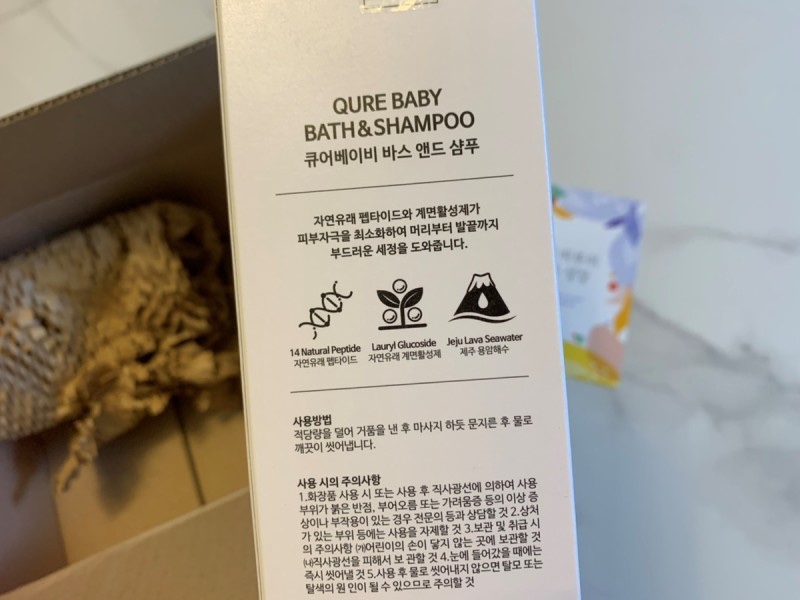 QURE BABY
BATH&SHAMPOO
큐어베이비 바스 앤드 샴푸
자연유래 펩타이드와 계면활성제가
피부자극을 최소화하여 머리부터 발끝까지
부드러운 세정을 도와줍니다.
14 Natural Peptide
자연유래 펩타이드
Lauryl Glucoside
자연유래 계면활성제
Jeju Lava Seawater
제주 용암해수
사용방법
적당량을 덜어 거품을 낸 후 마사지 하듯 문지른 후 물로
깨끗이 씻어냅니다.
사용 시의 주의사항
1.화장품 사용 시 또는 사용 후 직사광선에 의하여 사용
부위가 붉은 반점, 부어오름 또는 가려움증 등의 이상 증
상이나 부작용이 있는 경우 전문의 등과 상담할 것 2.상처
가 있는 부위 등에는 사용을 자제할 것 3.보관 및 취급 시
의 주의사항 (가)어린이의 손이 닿지 않는 곳에 보관할 것
(나)직사광선을 피해서 보 관할 것 4.눈에 들어갔을 때에는
즉시 씻어낼 것 5.사용 후 물로 씻어내지 않으면 탈모 또는
탈색의 원 인이 될 수 있으므로 주의할 것